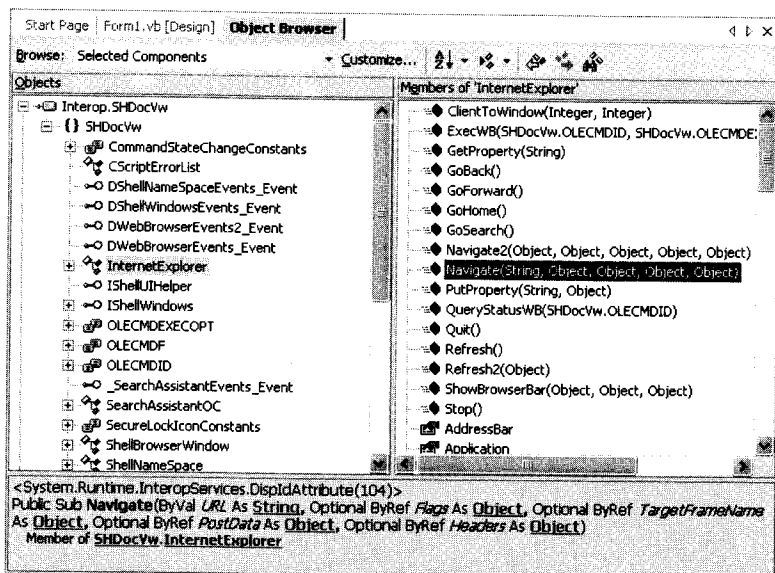 Start Page Form1.vb [Design] Object Browser
Browse: Selected Components Customize...
Objects
Interop.SHDocVw
{} SHDocVw
CommandStateChangeConstants
CScriptErrorList
DShellNameSpaceEvents_Event
DShellWindowsEvents_Event
DWebBrowserEvents2_Event
DWebBrowserEvents_Event
InternetExplorer
IShellUIHelper
IShellWindows
OLECMDEXECOPT
OLECMDF
OLECMDID
_SearchAssistantEvents_Event
SearchAssistantOC
SecureLockIconConstants
ShellBrowserWindow
ShellNameSpace
Members of 'InternetExplorer'
ClientToWindow(Integer, Integer)
ExecWB(SHDocVw.OLECMDID, SHDocVw.OLECMDE
GetProperty(String)
GoBack()
GoForward()
GoHome()
GoSearch()
Navigate2(Object, Object, Object, Object, Object)
Navigate(String, Object, Object, Object, Object)
PutProperty(String, Object)
QueryStatusWB(SHDocVw.OLECMDID)
Quit()
Refresh()
Refresh2(Object)
ShowBrowserBar(Object, Object, Object)
Stop()
AddressBar
Application
<System.Runtime.InteropServices.DispIdAttribute(104)>
Public Sub Navigate(ByVal URL As String, Optional ByRef Flags As Object, Optional ByRef TargetFrameName
As Object, Optional ByRef PostData As Object, Optional ByRef Headers As Object)
Member of SHDocVw.InternetExplorer